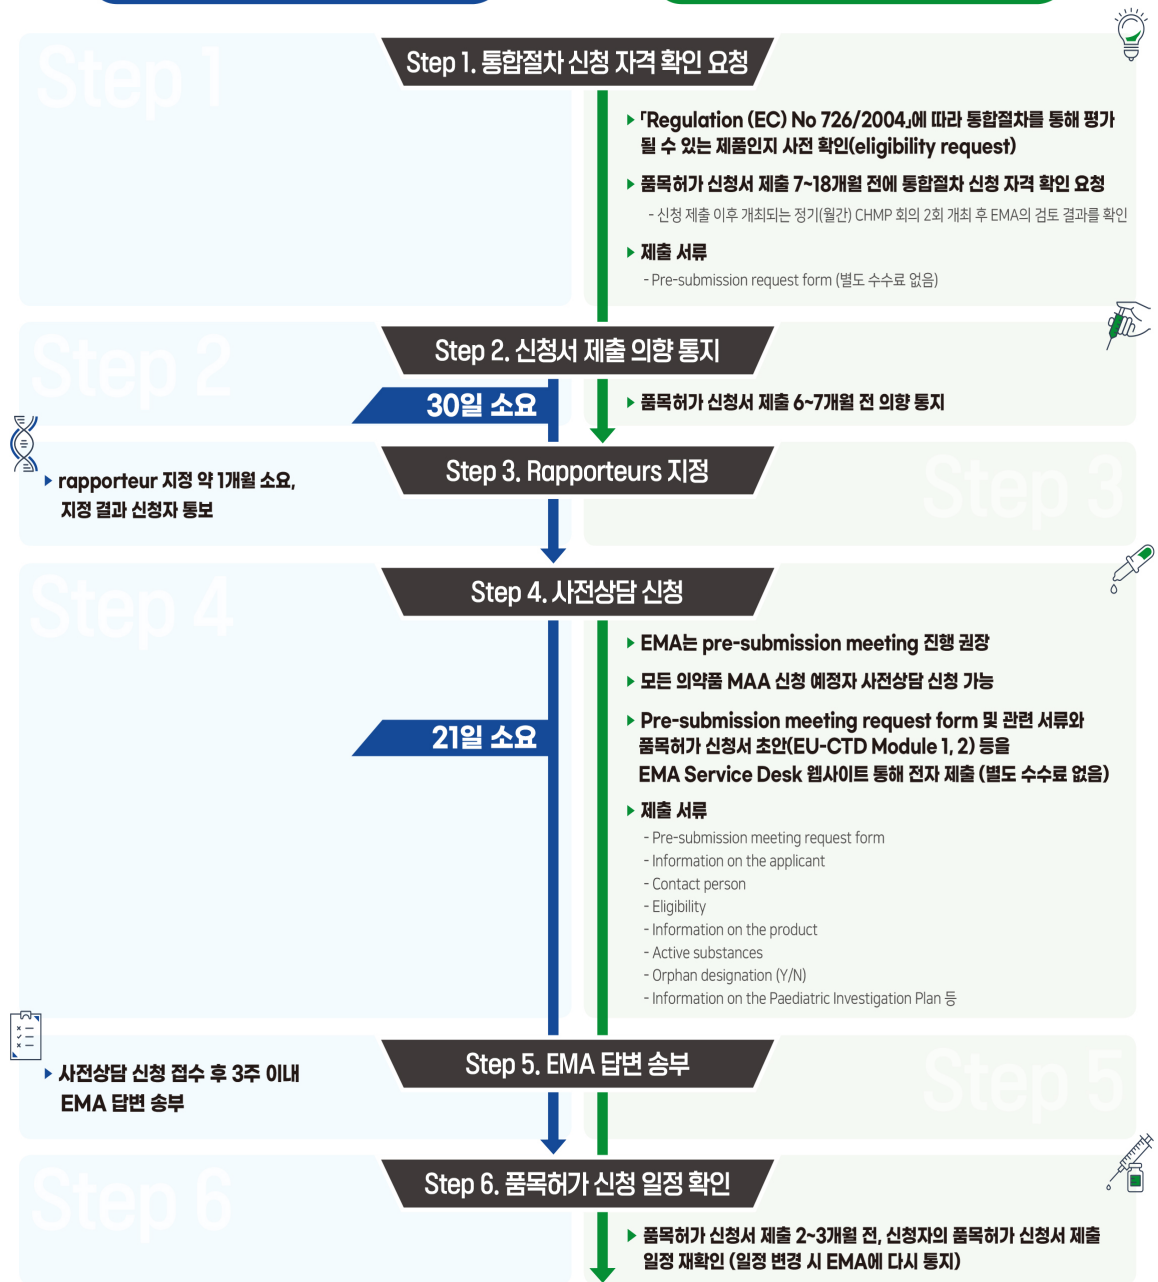 Step 1
Step 1. 통합절차 신청 자격 확인 요청
▶ 「Regulation (EC) No 726/2004」에 따라 통합절차를 통해 평가
될 수 있는 제품인지 사전 확인(eligibility request)
▶ 품목허가 신청서 제출 7~18개월 전에 통합절차 신청 자격 확인 요청
- 신청 제출 이후 개최되는 정기(월간) CHMP 회의 2회 개최 후 EMA의 검토 결과를 확인
▶ 제출 서류
- Pre-submission request form (별도 수수료 없음)
Step 2
Step 2. 신청서 제출 의향 통지
30일 소요
▶ 품목허가 신청서 제출 6~7개월 전 의향 통지
Step 3. Rapporteurs 지정
Step 3
▶ rapporteur 지정 약 1개월 소요,
지정 결과 신청자 통보
Step 4
Step 4. 사전상담 신청
▶ EMA는 pre-submission meeting 진행 권장
▶ 모든 의약품 MAA 신청 예정자 사전상담 신청 가능
▶ Pre-submission meeting request form 및 관련 서류와
품목허가 신청서 초안(EU-CTD Module 1, 2) 등을
EMA Service Desk 웹사이트 통해 전자 제출 (별도 수수료 없음)
21일 소요
▶ 제출 서류
- Pre-submission meeting request form
- Information on the applicant
- Contact person
- Eligibility
- Information on the product
- Active substances
- Orphan designation (Y/N)
- Information on the Paediatric Investigation Plan 등
Step 5. EMA 답변 송부
Step 5
▶ 사전상담 신청 접수 후 3주 이내
EMA 답변 송부
Step 6
Step 6. 품목허가 신청 일정 확인
▶ 품목허가 신청서 제출 2~3개월 전, 신청자의 품목허가 신청서 제출
일정 재확인 (일정 변경 시 EMA에 다시 통지)